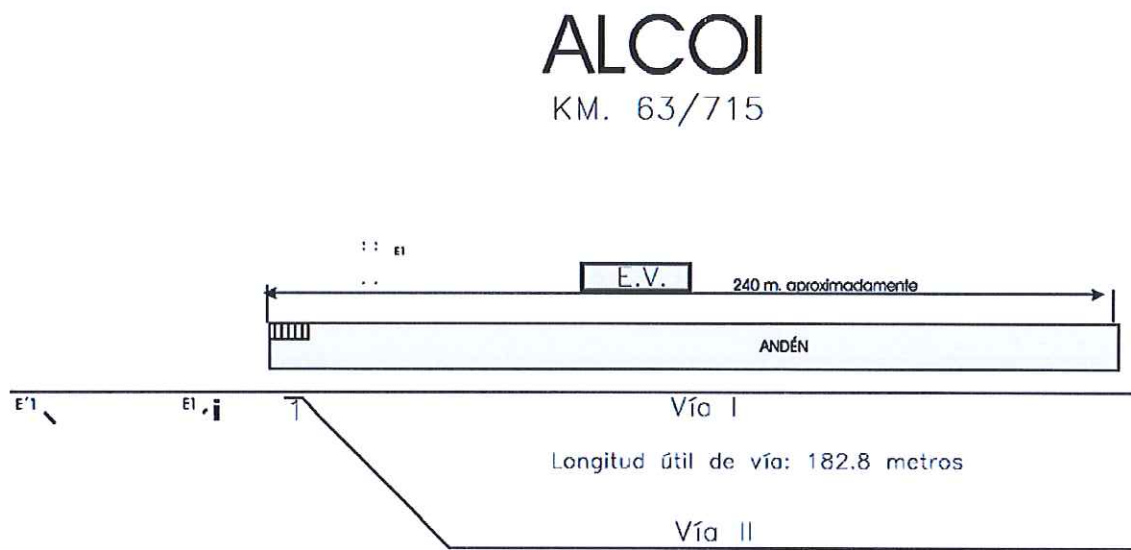 ALCOI
KM. 63/715
E1
E.V.
240 m. aproximadamente
ANDÉN
E'1
E1
1
Vía I
Longitud útil de vía: 182.8 metros
Vía II